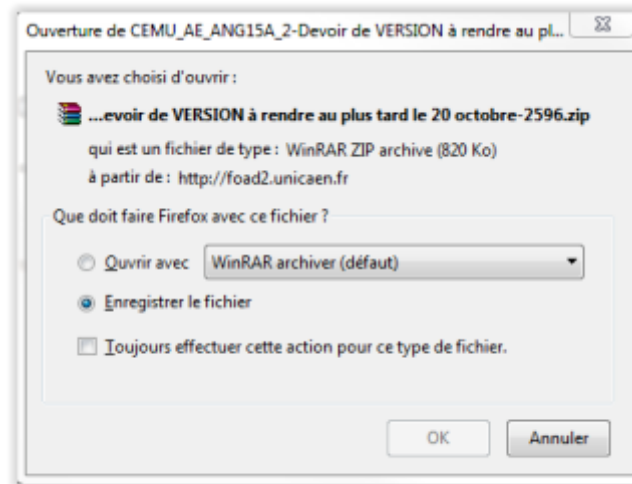 Ouverture de CEMU_AE_ANG15A_2-Devoir de VERSION à rendre au pl...
Vous avez choisi d'ouvrir :
...evoir de VERSION à rendre au plus tard le 20 octobre-2596.zip
qui est un fichier de type : WinRAR ZIP archive (820 Ko)
à partir de : http://foad2.unicaen.fr
Que doit faire Firefox avec ce fichier ?
Ouvrir avec WinRAR archiver (défaut)
Enregistrer le fichier
Toujours effectuer cette action pour ce type de fichier.
OK Annuler